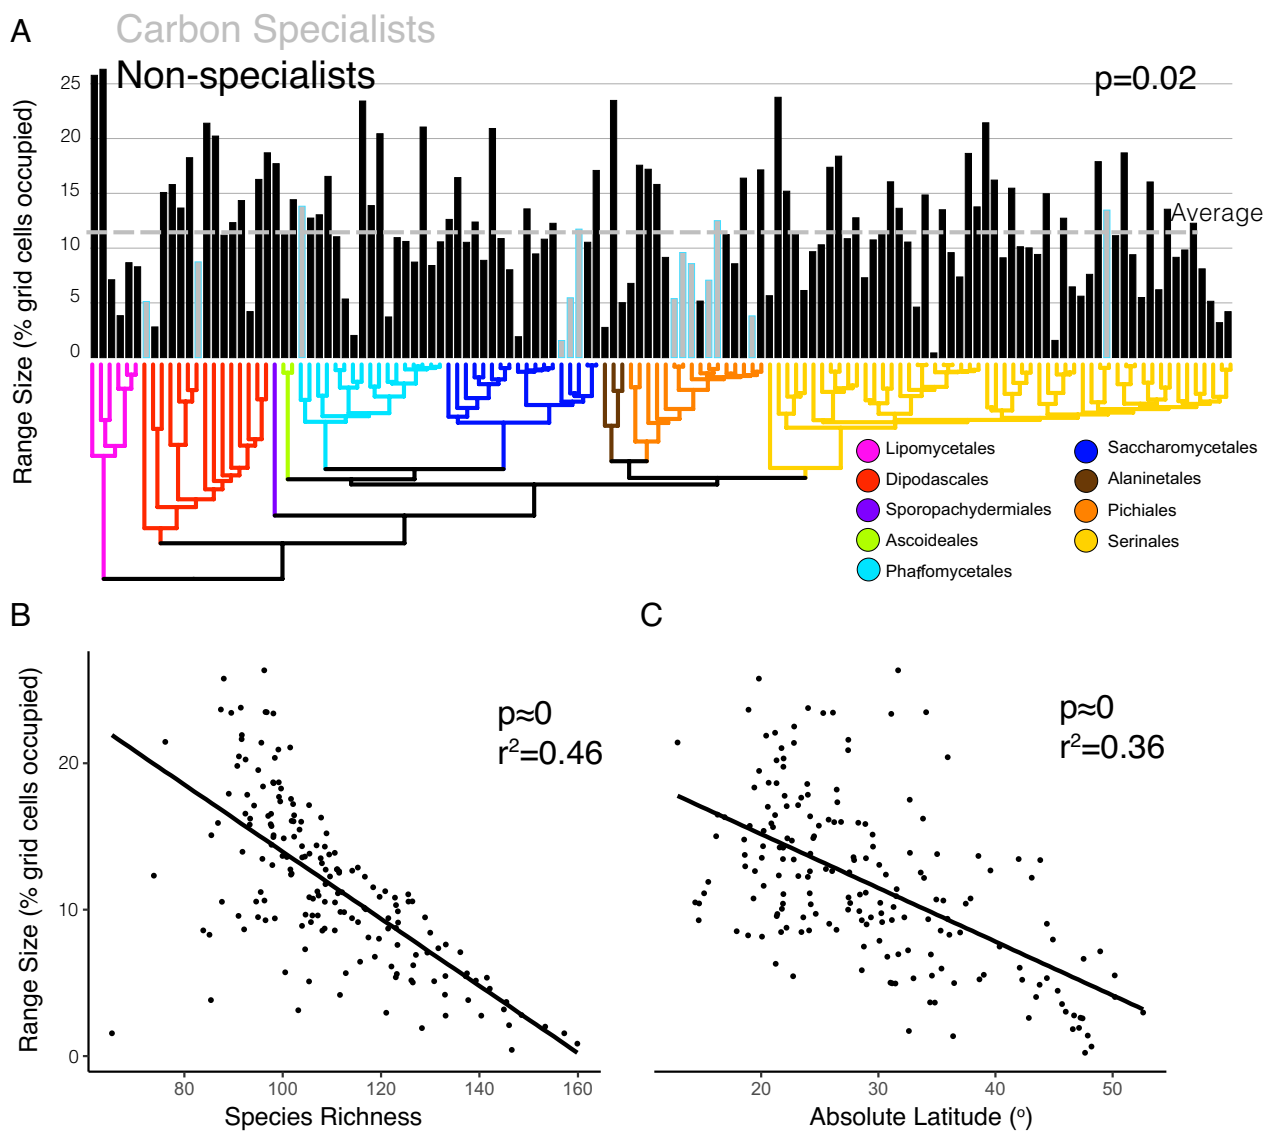 A
Carbon Specialists
Non-specialists
p=0.02
Range Size (% grid cells occupied)
25
20
15
10
5
0
Average
Lipomycetales
Dipodascales
Sporopachydermiales
Ascoideales
Phaffomycetales
Saccharomycetales
Alaninetales
Pichiales
Serinales
B
Range Size (% grid cells occupied)
20
10
0
p≈0
r²=0.46
80
100
120
140
160
Species Richness
C
p≈0
r²=0.36
20
30
40
50
Absolute Latitude (°)